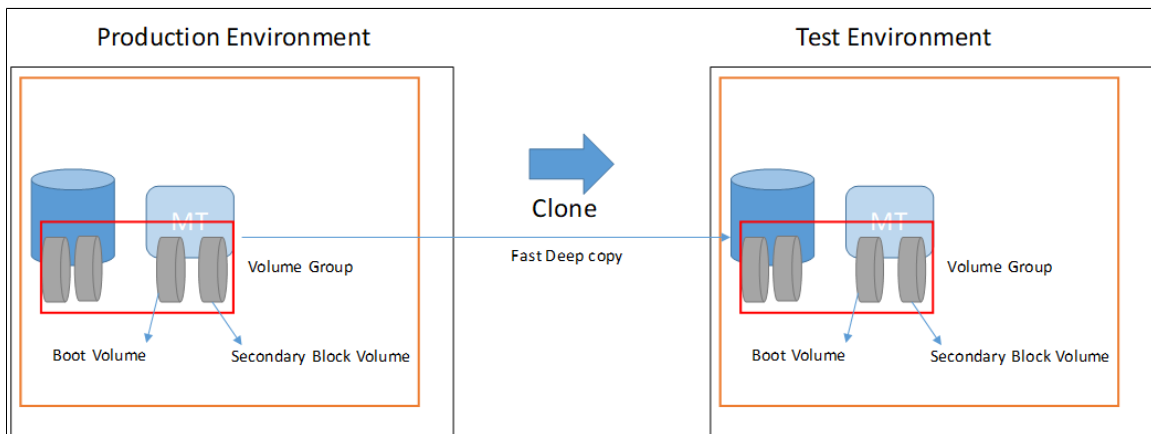 Production Environment
Test Environment
MT
Clone
MT
Fast Deep copy
Volume Group
Volume Group
Boot Volume
Secondary Block Volume
Boot Volume
Secondary Block Volume